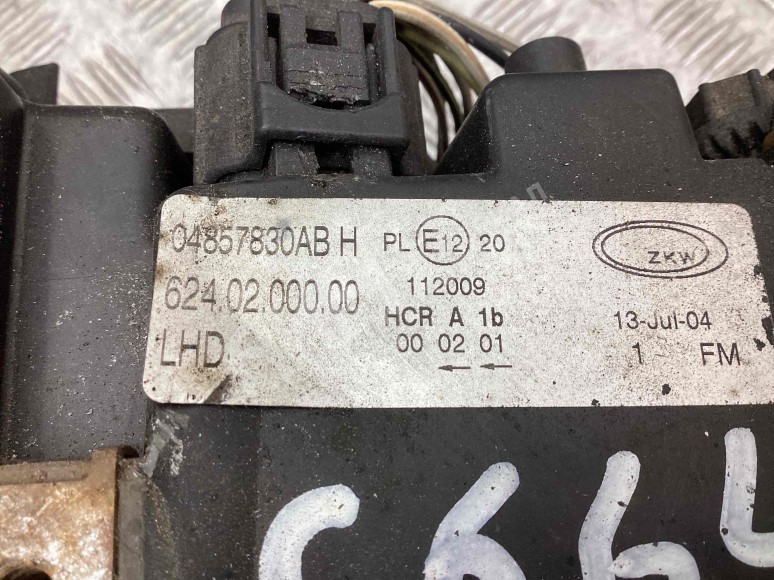 04857830AB H
624.02.000.00
LHD
PL E12 20
112009
HCR A 1b
00 02 01
ZKW
13-Jul-04
1 FM